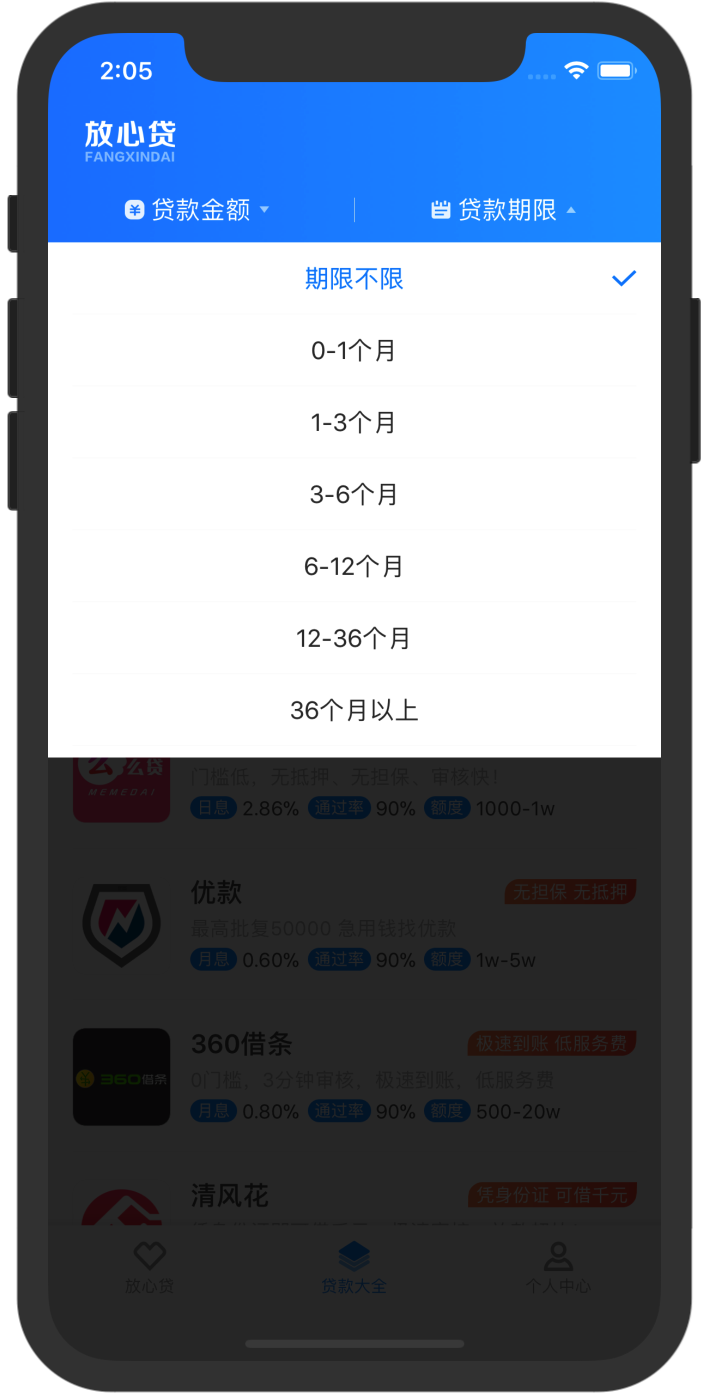 2:05
放心贷
FANGXINDAI
贷款金额 贷款期限
期限不限
0-1个月
1-3个月
3-6个月
6-12个月
12-36个月
36个月以上
么么贷
MEMEDAI
门槛低，无抵押、无担保、审核快！
日息 2.86% 通过率 90% 额度 1000-1w
优款 无担保 无抵押
最高批复50000 急用钱找优款
月息 0.60% 通过率 90% 额度 1w-5w
360借条 极速到账 低服务费
360借条
0门槛，3分钟审核，极速到账，低服务费
月息 0.80% 通过率 90% 额度 500-20w
清风花 凭身份证 可借千元
放心贷 贷款大全 个人中心